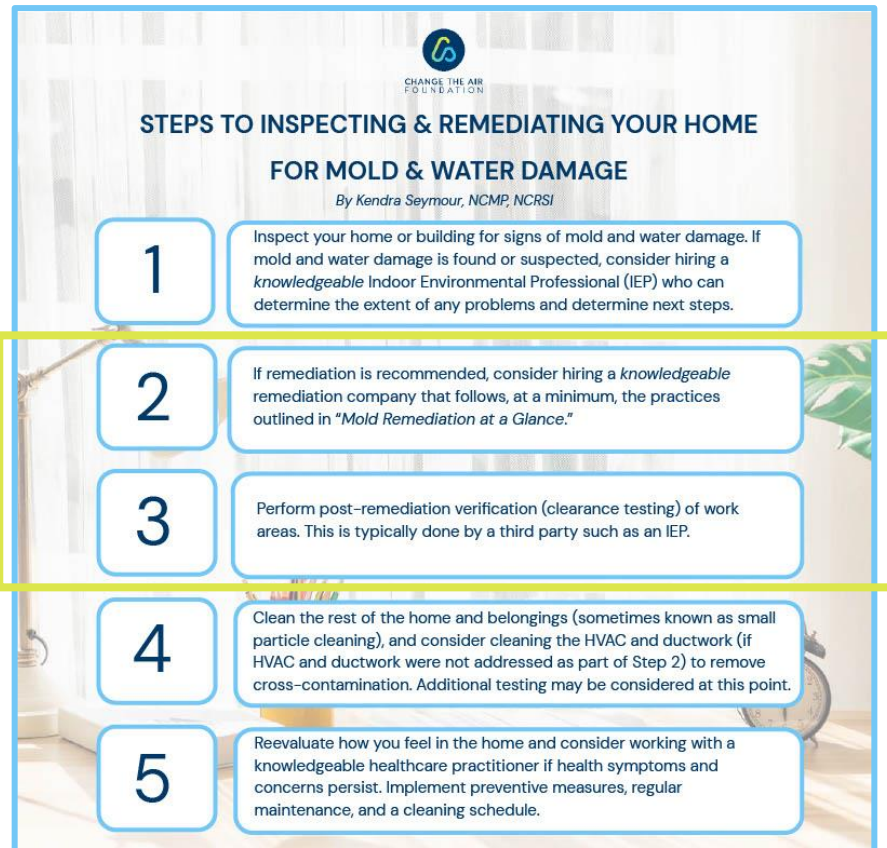 CHANGE THE AIR
FOUNDATION
STEPS TO INSPECTING & REMEDIATING YOUR HOME
FOR MOLD & WATER DAMAGE
By Kendra Seymour, NCMP, NCRSI
1
Inspect your home or building for signs of mold and water damage. If
mold and water damage is found or suspected, consider hiring a
knowledgeable Indoor Environmental Professional (IEP) who can
determine the extent of any problems and determine next steps.
2
If remediation is recommended, consider hiring a knowledgeable
remediation company that follows, at a minimum, the practices
outlined in “Mold Remediation at a Glance.”
3
Perform post-remediation verification (clearance testing) of work
areas. This is typically done by a third party such as an IEP.
4
Clean the rest of the home and belongings (sometimes known as small
particle cleaning), and consider cleaning the HVAC and ductwork (if
HVAC and ductwork were not addressed as part of Step 2) to remove
cross-contamination. Additional testing may be considered at this point.
5
Reevaluate how you feel in the home and consider working with a
knowledgeable healthcare practitioner if health symptoms and
concerns persist. Implement preventive measures, regular
maintenance, and a cleaning schedule.